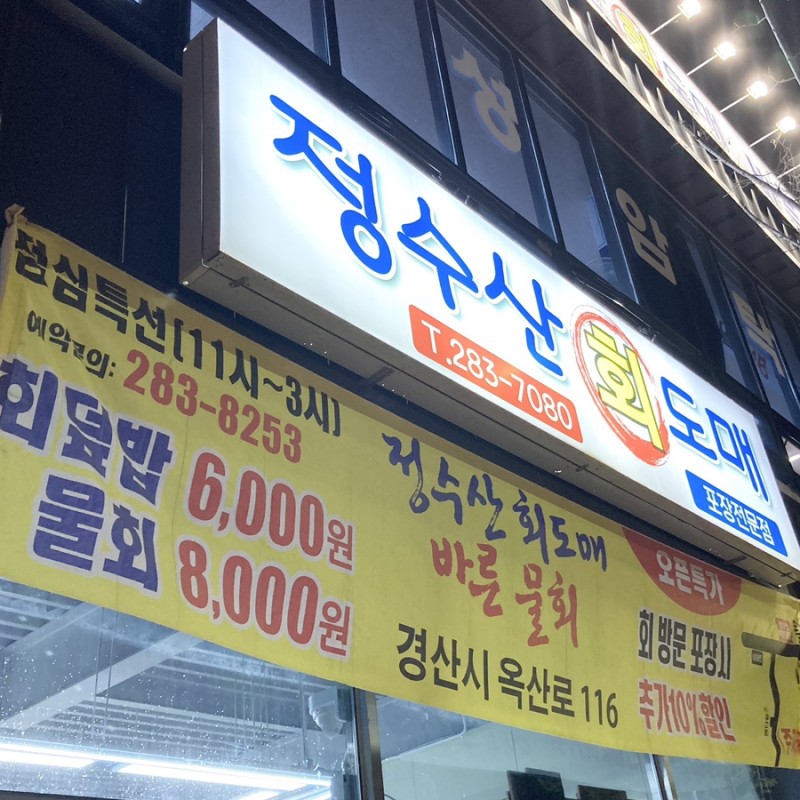 성
암
정수산 회 도매
T.283-7080
포장전문점
점심특선[11시~3시]
예약문의: 283-8253
회덮밥 6,000원
물회 8,000원
정수산 회도매
바른 물회
경산시 옥산로 116
오픈특가
회 방문 포장시
추가10%할인